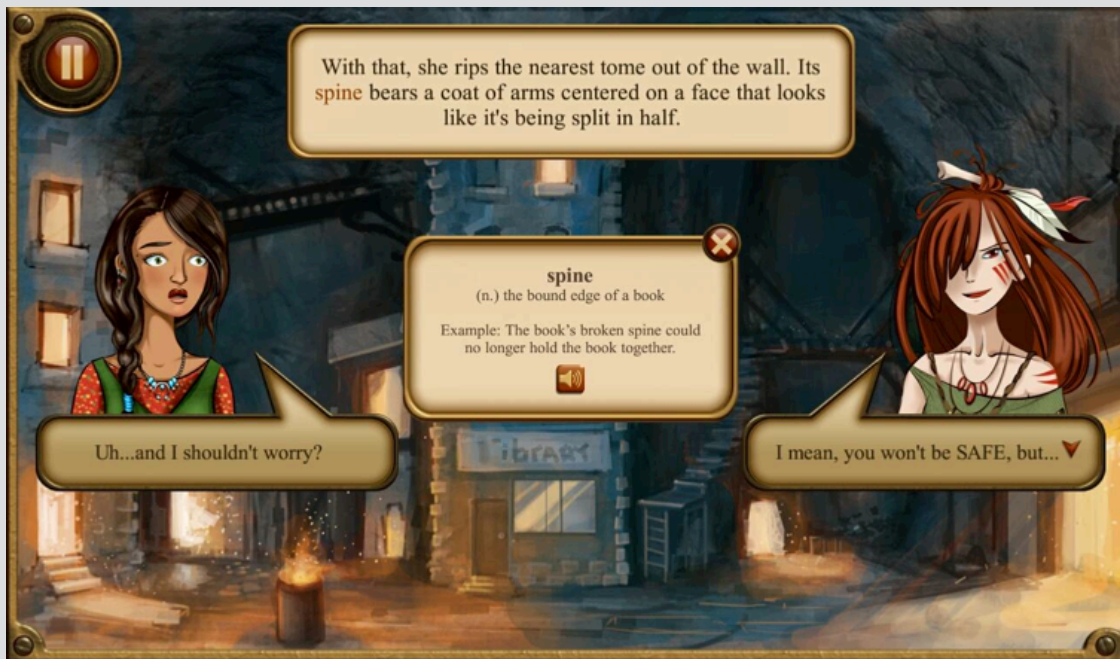 With that, she rips the nearest tome out of the wall. Its
spine bears a coat of arms centered on a face that looks
like it's being split in half.
spine
(n.) the bound edge of a book
Example: The book's broken spine could
no longer hold the book together.
Uh...and I shouldn't worry?
I mean, you won't be SAFE, but...
LibRARY